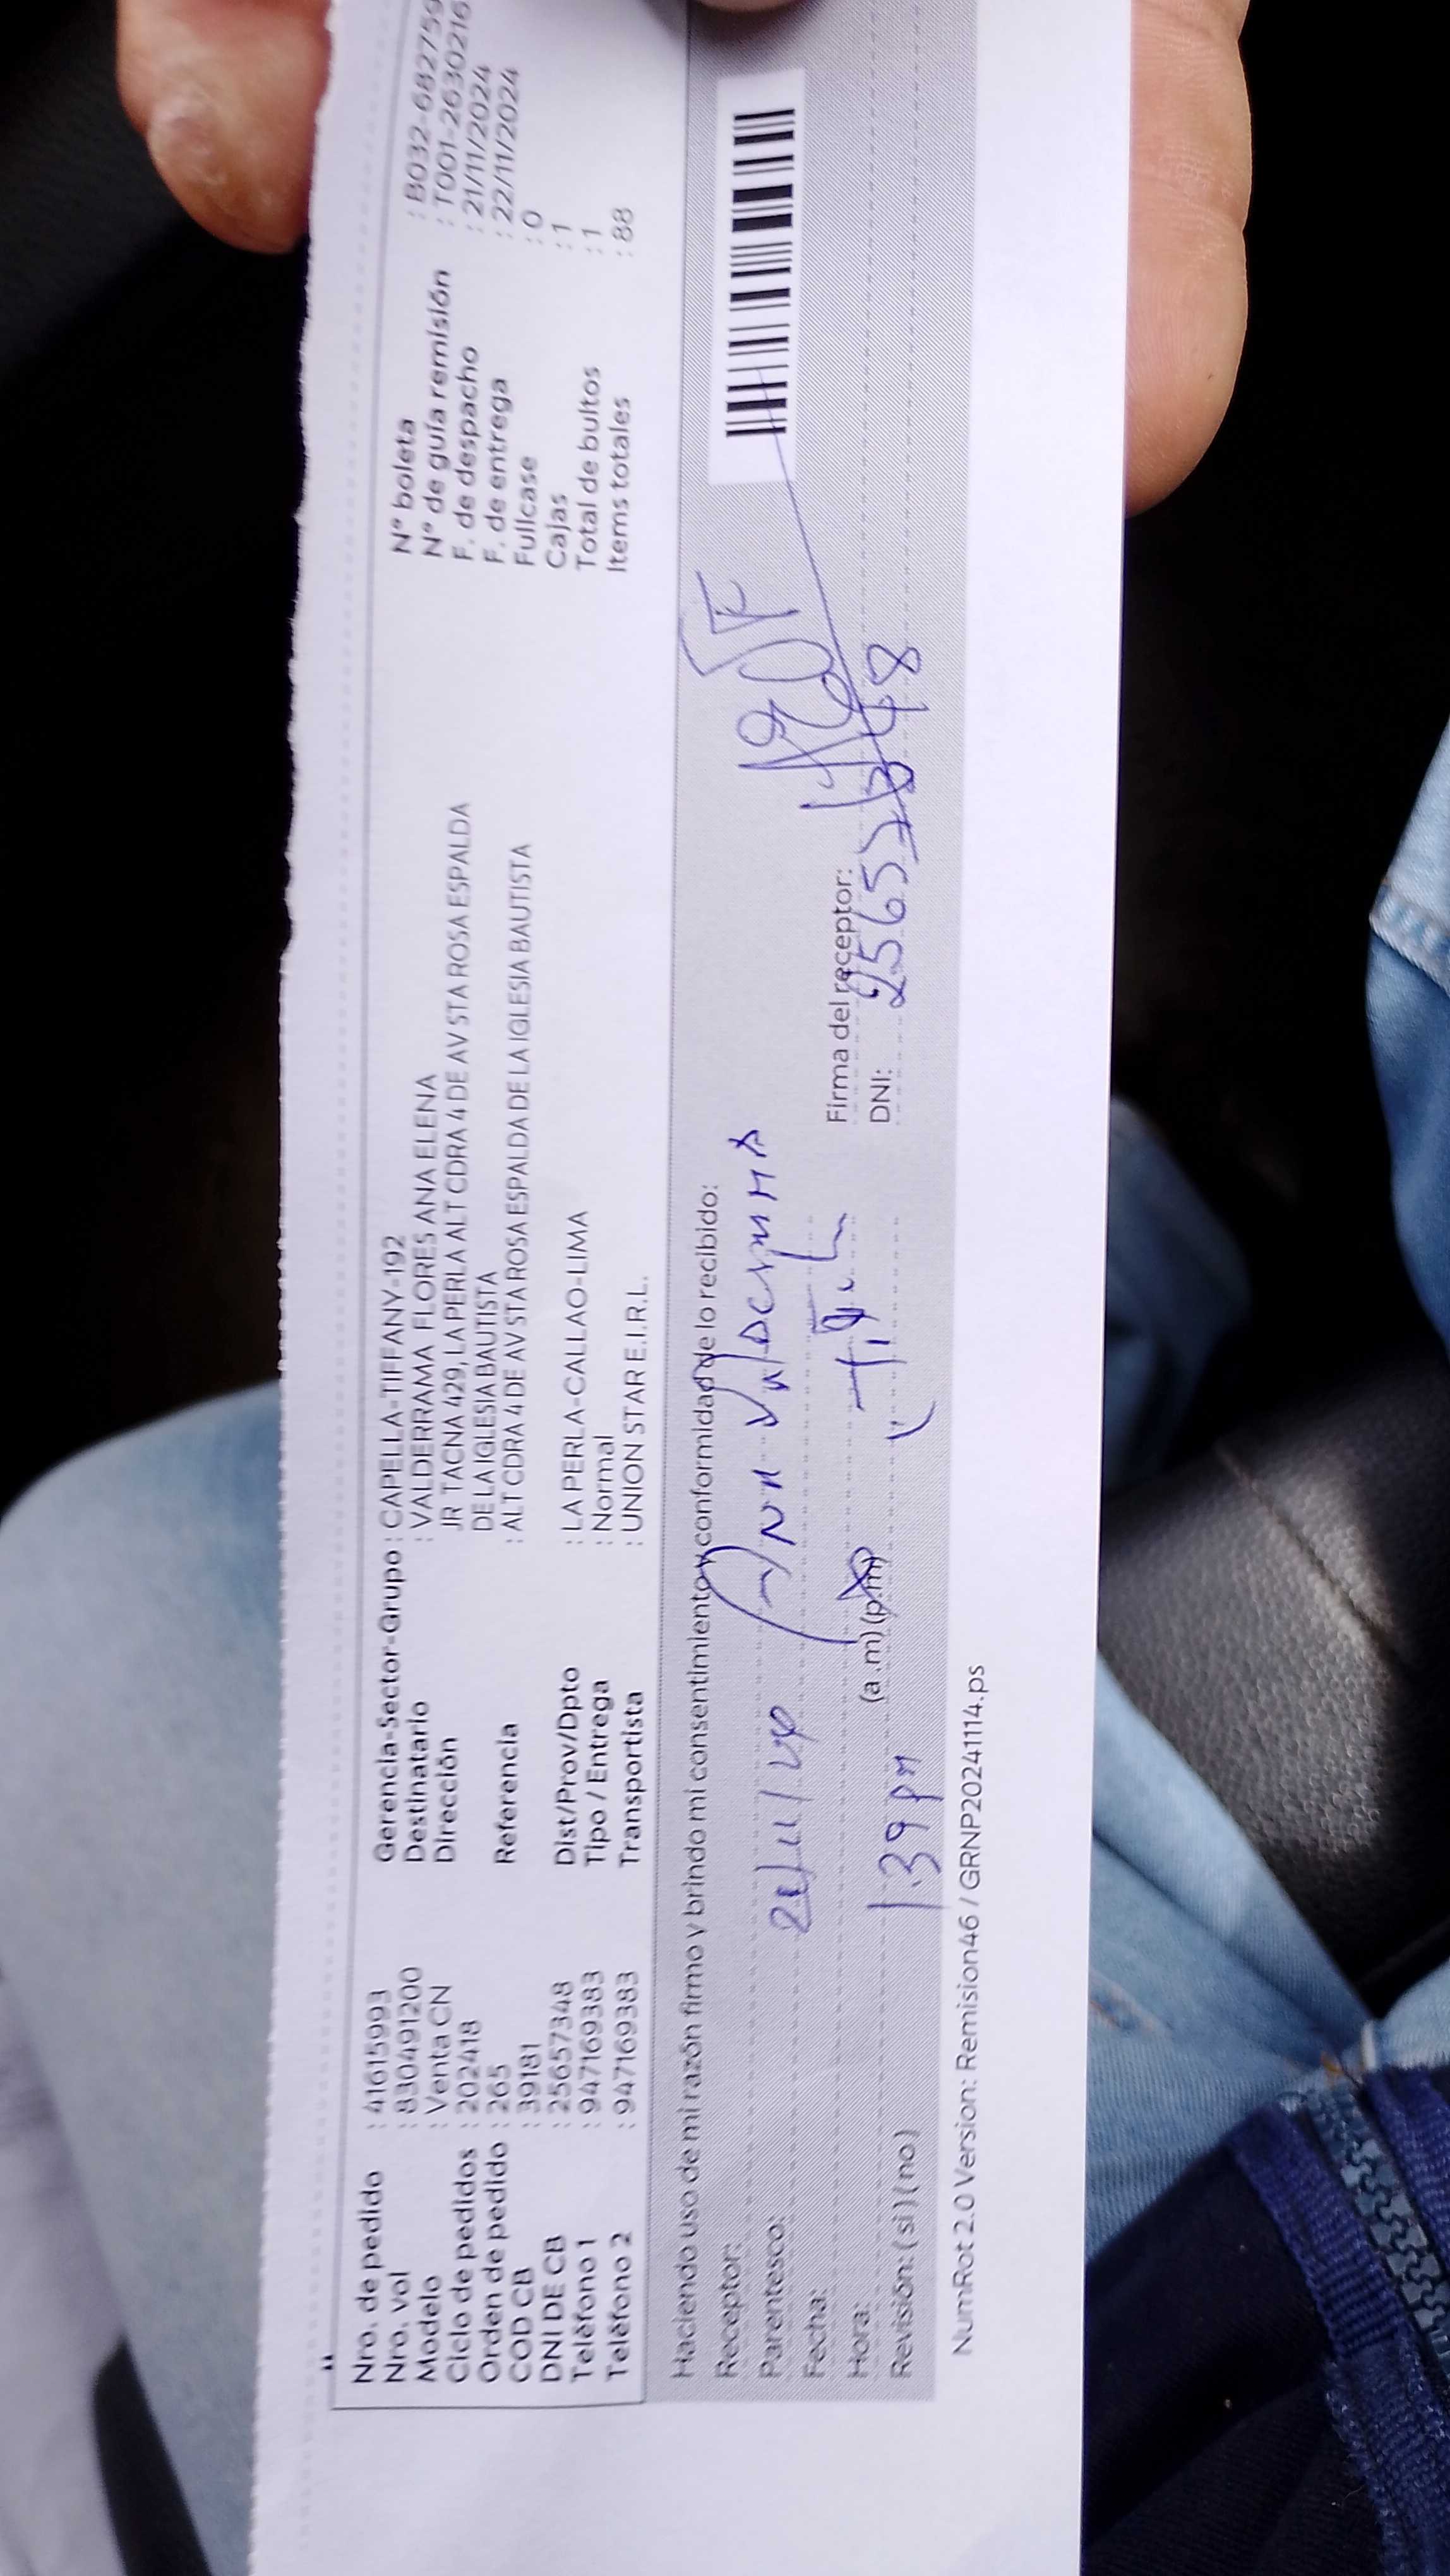 Nro. de pedido : 41615993
Nro. vol : 830491200
Modelo : Venta CN
Ciclo de pedidos : 202418
Orden de pedido : 265
COD CB : 39181
DNI DE CB : 25657348
Teléfono 1 : 947169383
Teléfono 2 : 947169383
Gerencia-Sector-Grupo : CAPELLA-TIFFANY-192
Destinatario : VALDERRAMA FLORES ANA ELENA
Dirección JR TACNA 429, LA PERLA ALT CDRA 4 DE AV STA ROSA ESPALDA
DE LA IGLESIA BAUTISTA
Referencia : ALT CDRA 4 DE AV STA ROSA ESPALDA DE LA IGLESIA BAUTISTA
Dist/Prov/Dpto : LA PERLA-CALLAO-LIMA
Tipo / Entrega : Normal
Transportista : UNION STAR E.I.R.L.
N° boleta : B032-682759
N° de guía remisión : T001-2630216
F. de despacho : 21/11/2024
F. de entrega : 22/11/2024
Fullcase : 0
Cajas : 1
Total de bultos : 1
Items totales : 88
Haciendo uso de mi razón firmo y brindo mi consentimiento y conformidad de lo recibido:
Receptor:
Parentesco:
Fecha:
Hora: 1.39 pm (a.m) (p.m)
Revisión: (si) (no)
Firma del receptor:
DNI: 25657348
NumRot 2.0 Version: Remision46 / GRNP20241114.ps